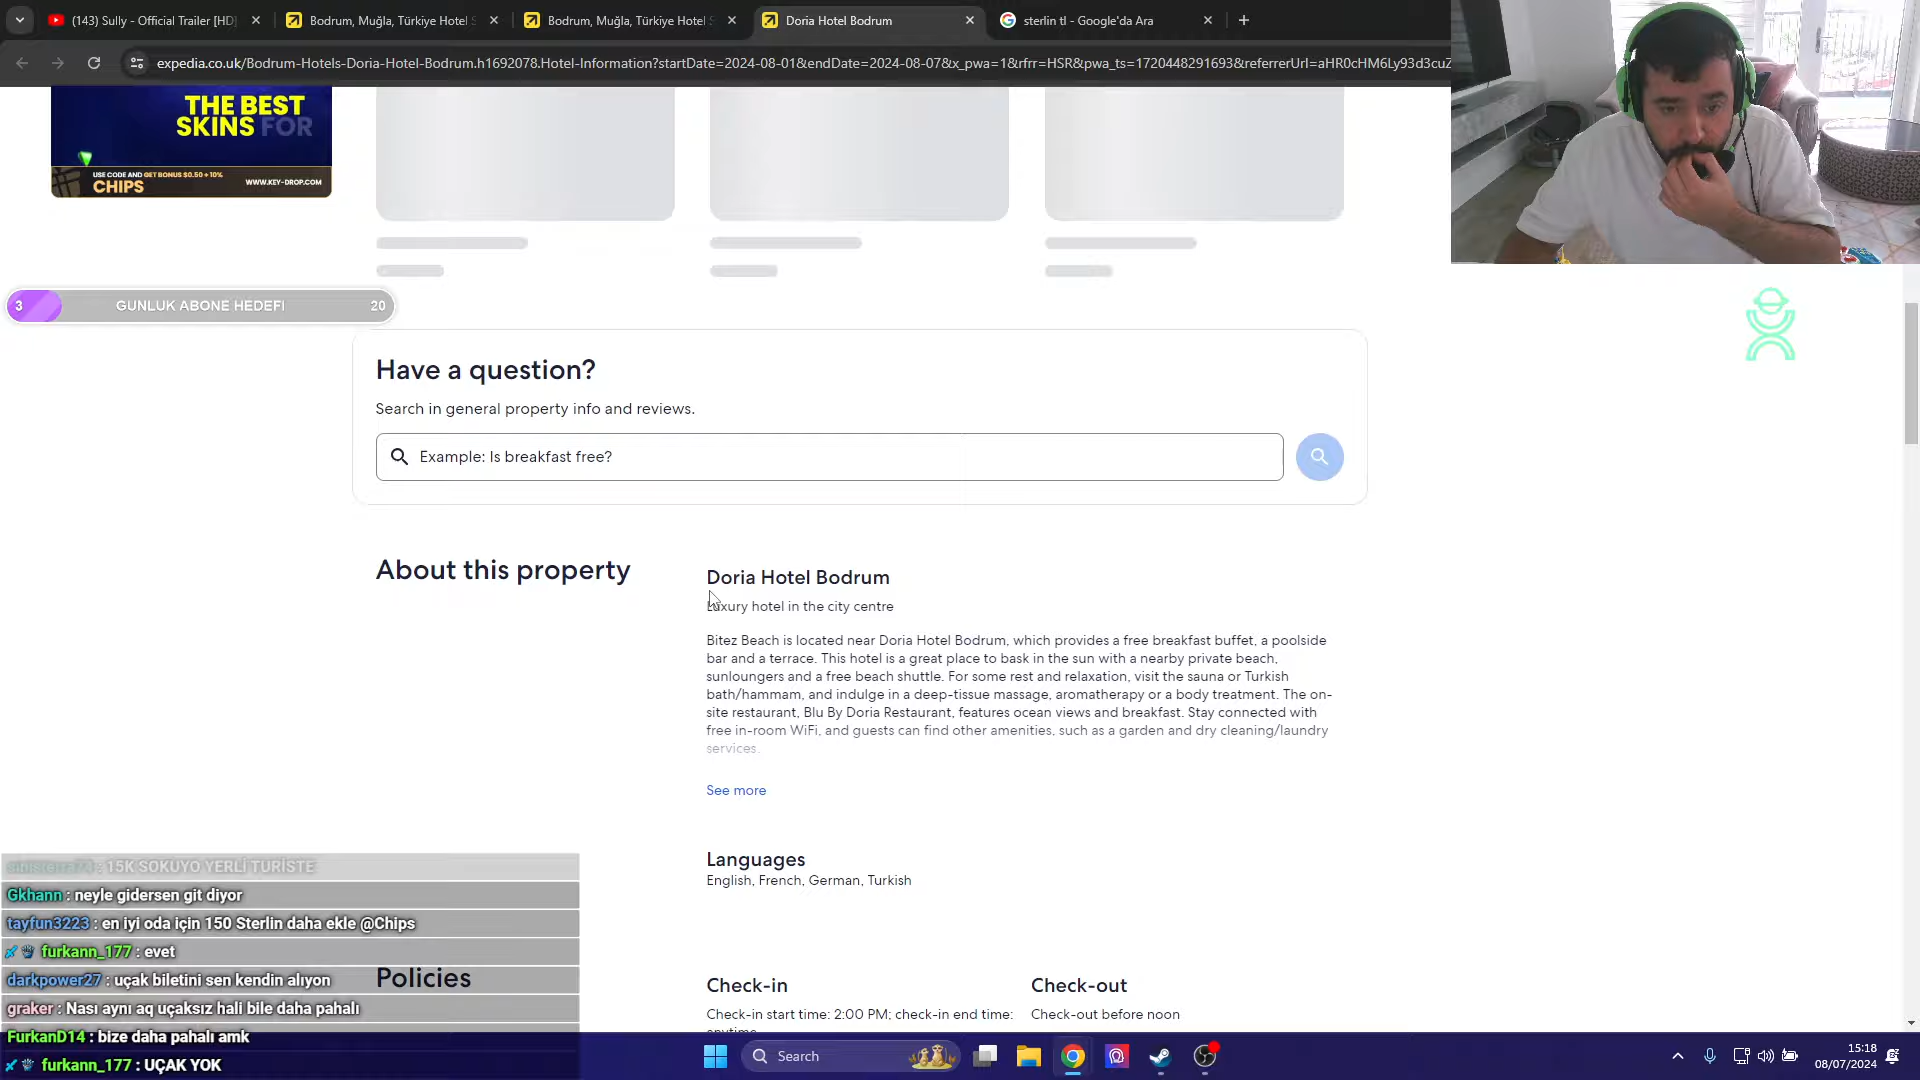 (143) Sully - Official Trailer [HD]
Bodrum, Muğla, Türkiye Hotel S
Bodrum, Muğla, Türkiye Hotel S
Doria Hotel Bodrum
sterlin tl - Google'da Ara
expedia.co.uk/Bodrum-Hotels-Doria-Hotel-Bodrum.h1692078.Hotel-Information?startDate=2024-08-01&endDate=2024-08-07&x_pwa=1&rfrr=HSR&pwa_ts=1720448291693&referrerUrl=aHR0cHM6Ly93d3cuZ
THE BEST
SKINS FOR
USE CODE AND GET BONUS $0.50 + 10%
CHIPS
WWW.KEY-DROP.COM
3 GUNLUK ABONE HEDEFI 20
Have a question?
Search in general property info and reviews.
Example: Is breakfast free?
About this property
Doria Hotel Bodrum
Luxury hotel in the city centre
Bitez Beach is located near Doria Hotel Bodrum, which provides a free breakfast buffet, a poolside
bar and a terrace. This hotel is a great place to bask in the sun with a nearby private beach,
sunloungers and a free beach shuttle. For some rest and relaxation, visit the sauna or Turkish
bath/hammam, and indulge in a deep-tissue massage, aromatherapy or a body treatment. The on-
site restaurant, Blu By Doria Restaurant, features ocean views and breakfast. Stay connected with
free in-room WiFi, and guests can find other amenities, such as a garden and dry cleaning/laundry
services.
See more
Languages
English, French, German, Turkish
Policies
Check-in
Check-in start time: 2:00 PM; check-in end time:
anytime
Check-out
Check-out before noon
: 15K SOKUYO YERLİ TURİSTE
Gkhann : neyle gidersen git diyor
tayfun3223 : en iyi oda için 150 Sterlin daha ekle @Chips
furkann_177 : evet
darkpower27 : uçak biletini sen kendin alıyon
graker : Nası aynı aq uçaksız hali bile daha pahalı
FurkanD14 : bize daha pahalı amk
furkann_177 : UÇAK YOK
Search
15:18
08/07/2024